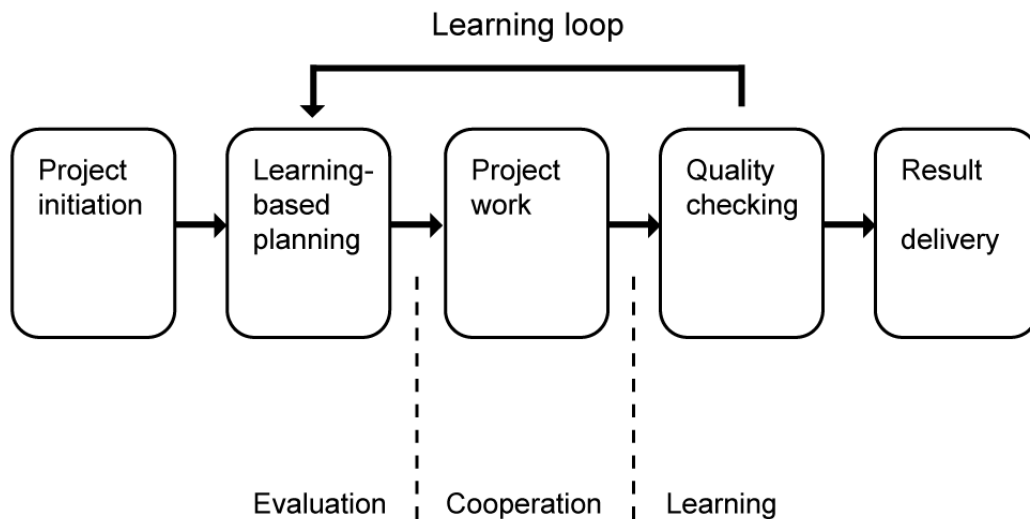 Learning loop
Project
initiation
Learning-
based
planning
Project
work
Quality
checking
Result
delivery
Evaluation
Cooperation
Learning